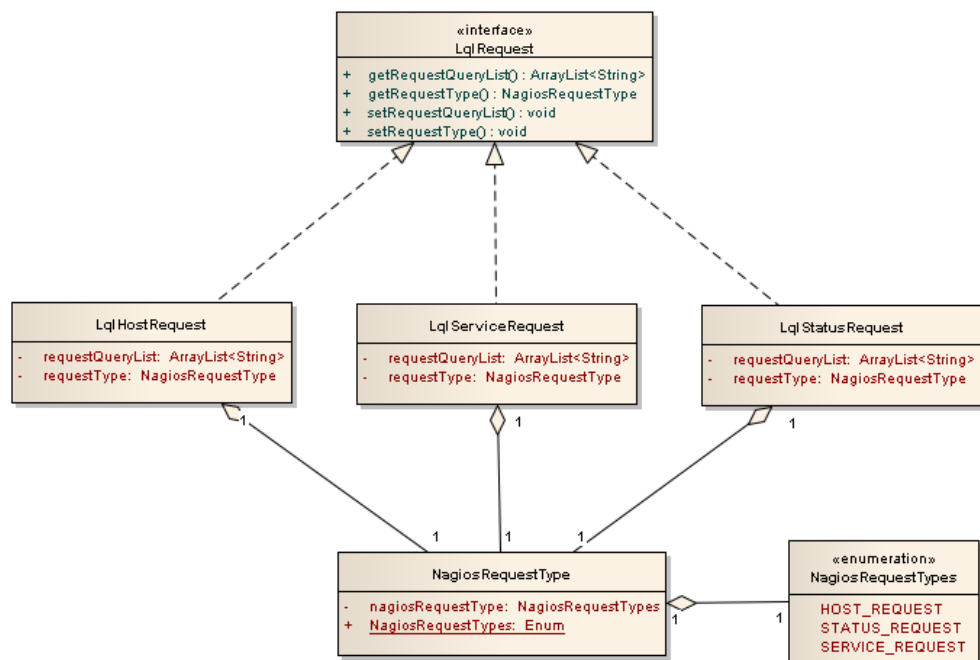 «interface»
LqlRequest
+ getRequestQueryList() : ArrayList<String>
+ getRequestType() : NagiosRequestType
+ setRequestQueryList() : void
+ setRequestType() : void
LqlHostRequest
- requestQueryList: ArrayList<String>
- requestType: NagiosRequestType
LqlServiceRequest
- requestQueryList: ArrayList<String>
- requestType: NagiosRequestType
LqlStatusRequest
- requestQueryList: ArrayList<String>
- requestType: NagiosRequestType
1
1
1
1
1
1
NagiosRequestType
- nagiosRequestType: NagiosRequestTypes
+ NagiosRequestTypes: Enum
1
1
«enumeration»
NagiosRequestTypes
HOST_REQUEST
STATUS_REQUEST
SERVICE_REQUEST